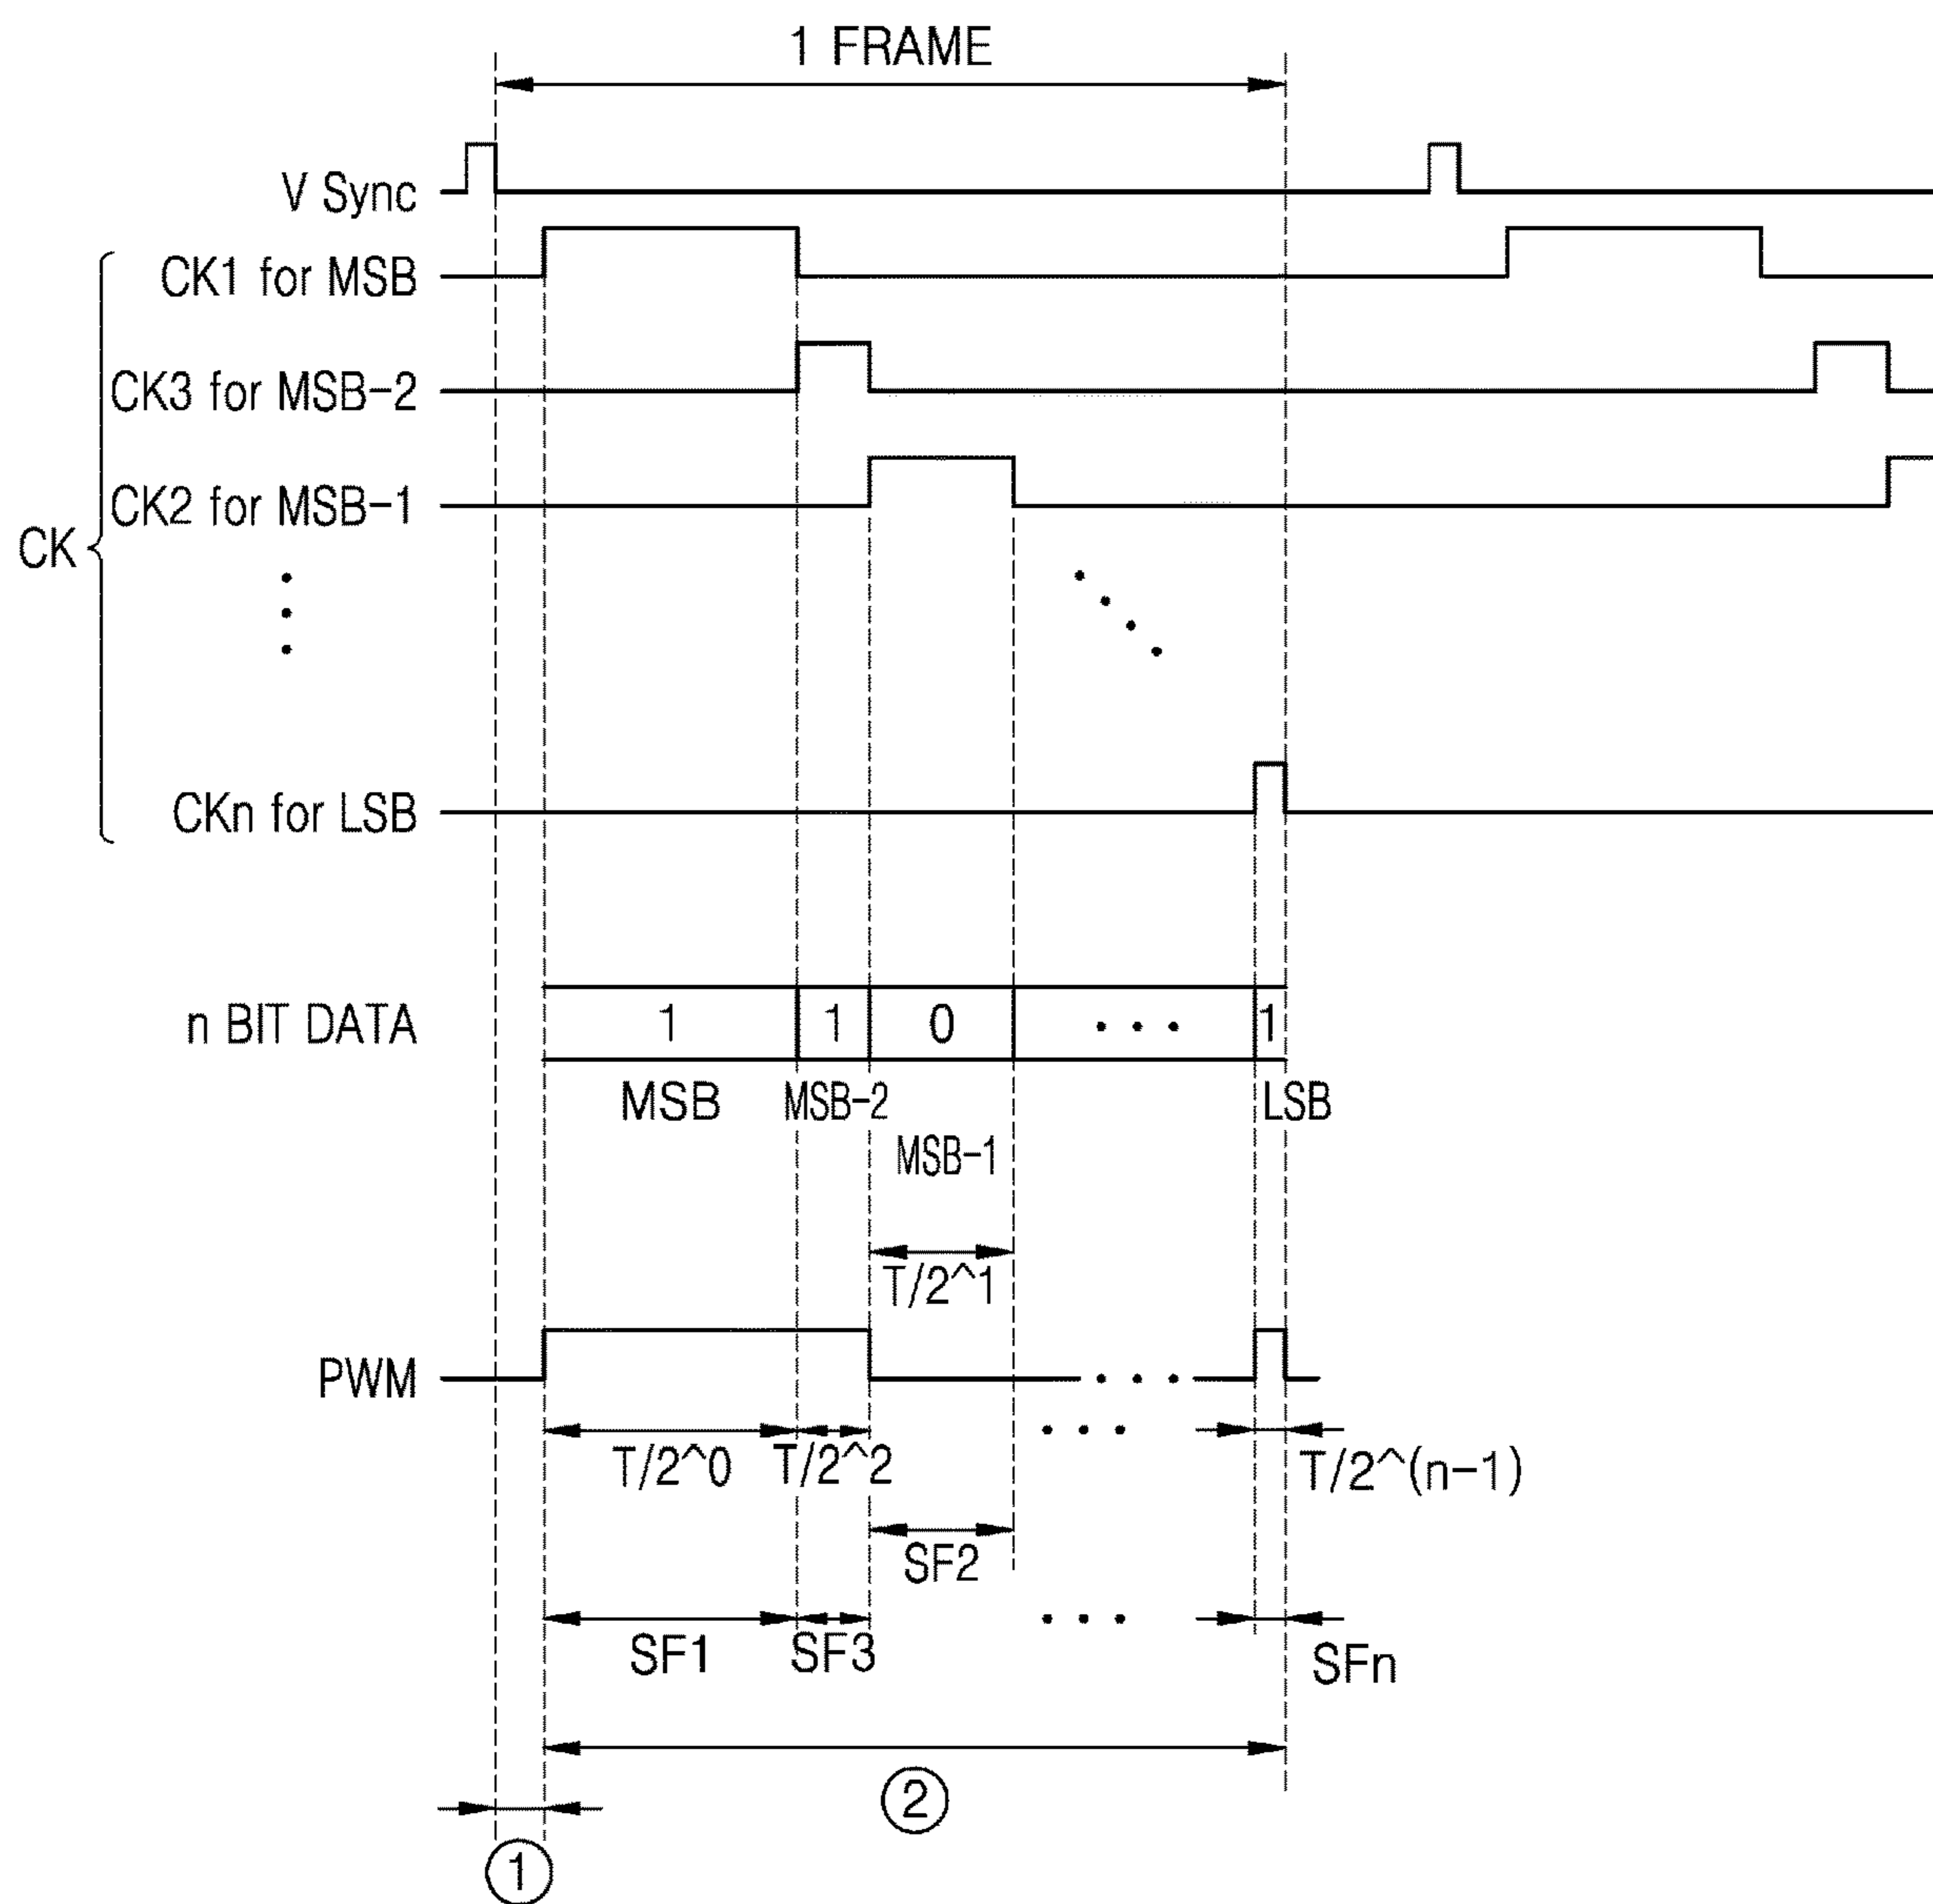 1 FRAME
V Sync
CK1 for MSB
CK3 for MSB-2
CK2 for MSB-1
CK
CKn for LSB
n BIT DATA
1 1 0 • • • 1
MSB MSB-2 LSB
MSB-1
T/2^1
PWM
T/2^0 T/2^2 T/2^(n-1)
SF2
SF1 SF3 SFn
②
①